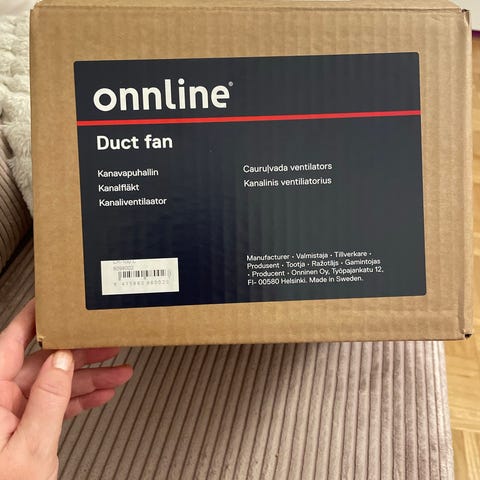 onnline®
Duct fan
Kanavapuhallin
Kanalfläkt
Kanaliventilaator
Cauruļvada ventilators
Kanalinis ventiliatorius
Manufacturer • Valmistaja • Tillverkare •
Produsent • Tootja • Ražotājs • Gamintojas
• Producent • Onninen Oy, Työpajankatu 12,
FI- 00580 Helsinki. Made in Sweden.